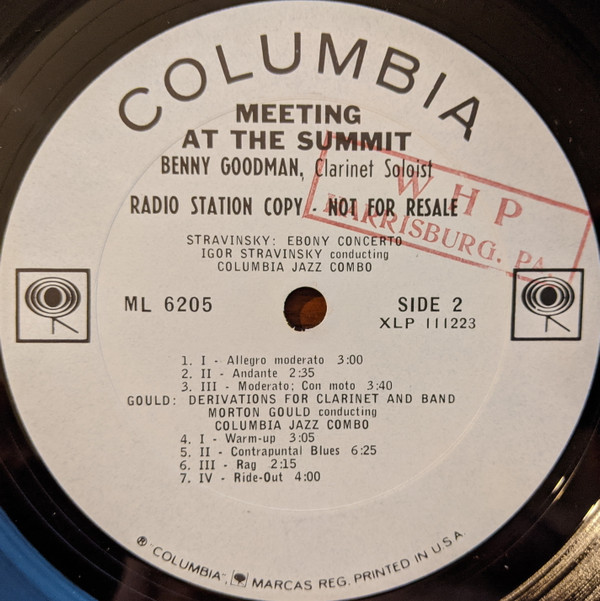 COLUMBIA
MEETING
AT THE SUMMIT
BENNY GOODMAN, Clarinet Soloist
RADIO STATION COPY - NOT FOR RESALE
W H P
HARRISBURG, PA.
STRAVINSKY: EBONY CONCERTO
IGOR STRAVINSKY conducting
COLUMBIA JAZZ COMBO
ML 6205
SIDE 2
XLP 111223
1. I - Allegro moderato 3:00
2. II - Andante 2:35
3. III - Moderato; Con moto 3:40
GOULD: DERIVATIONS FOR CLARINET AND BAND
MORTON GOULD conducting
COLUMBIA JAZZ COMBO
4. I - Warm-up 3:05
5. II - Contrapuntal Blues 6:25
6. III - Rag 2:15
7. IV - Ride-Out 4:00
® "COLUMBIA", MARCAS REG. PRINTED IN U.S.A.